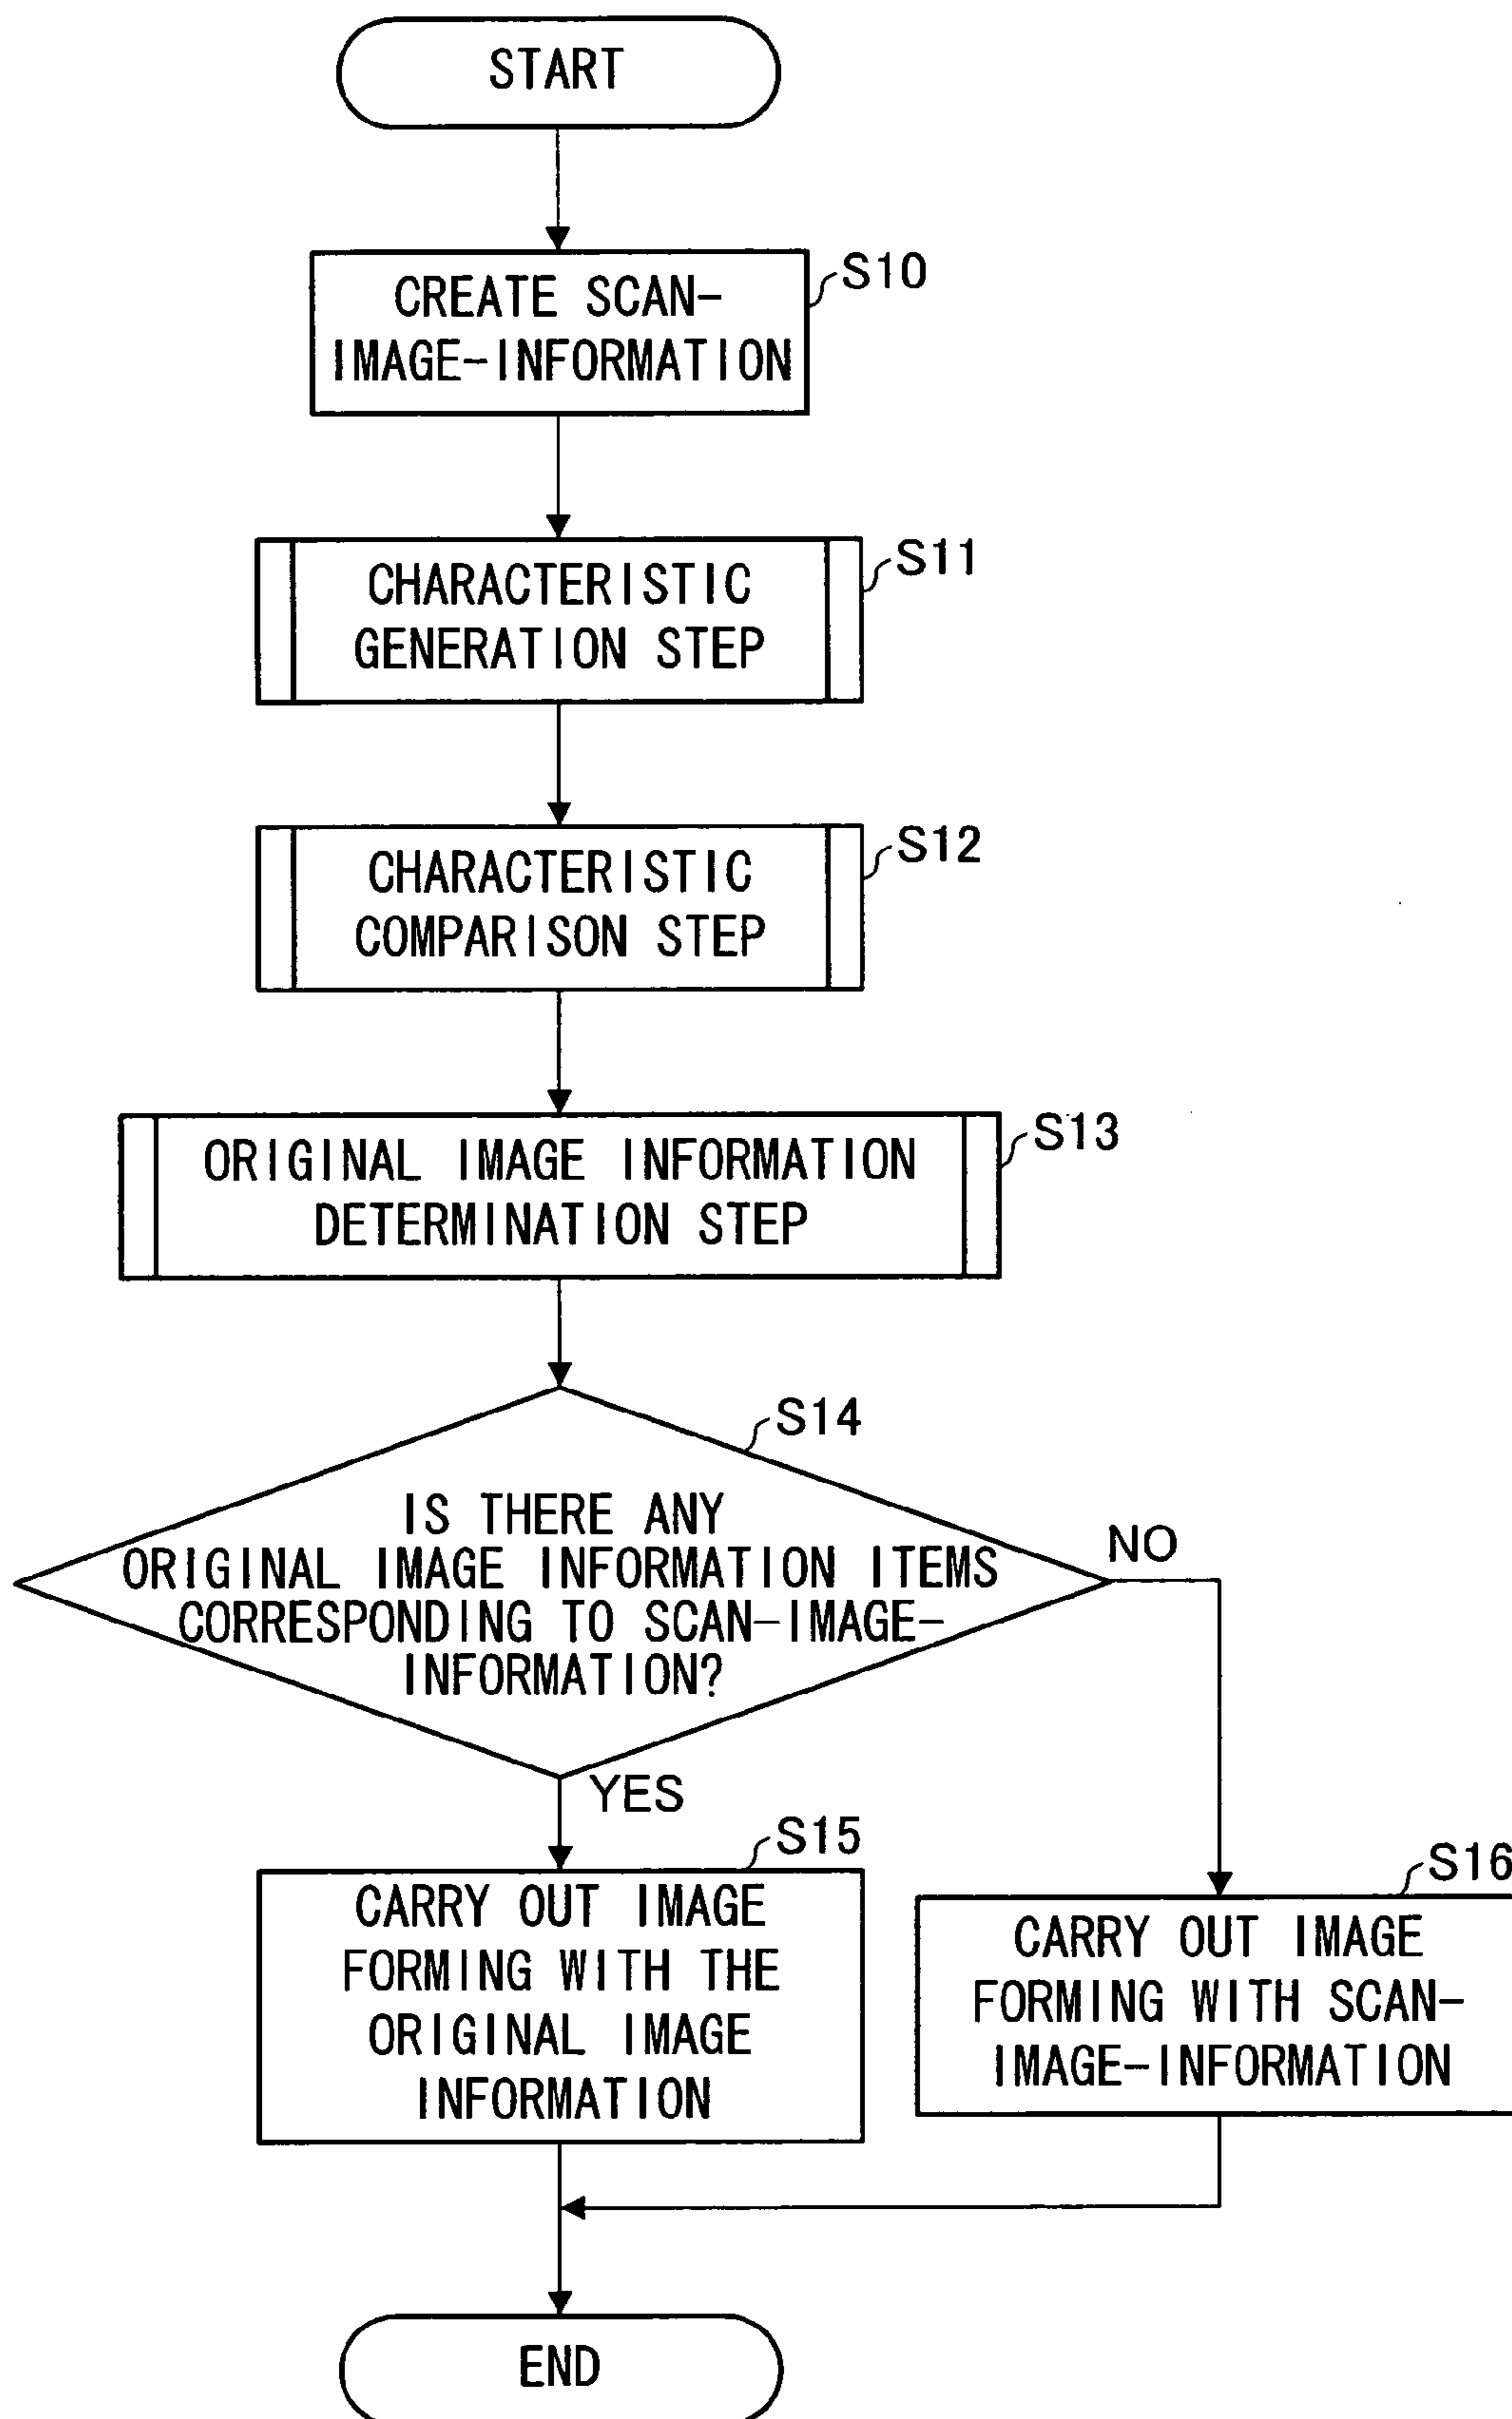 START
CREATE SCAN-
IMAGE-INFORMATION
S10
CHARACTERISTIC
GENERATION STEP
S11
CHARACTERISTIC
COMPARISON STEP
S12
ORIGINAL IMAGE INFORMATION
DETERMINATION STEP
S13
S14
IS THERE ANY
ORIGINAL IMAGE INFORMATION ITEMS
CORRESPONDING TO SCAN-IMAGE-
INFORMATION?
NO
YES
S15
CARRY OUT IMAGE
FORMING WITH THE
ORIGINAL IMAGE
INFORMATION
S16
CARRY OUT IMAGE
FORMING WITH SCAN-
IMAGE-INFORMATION
END